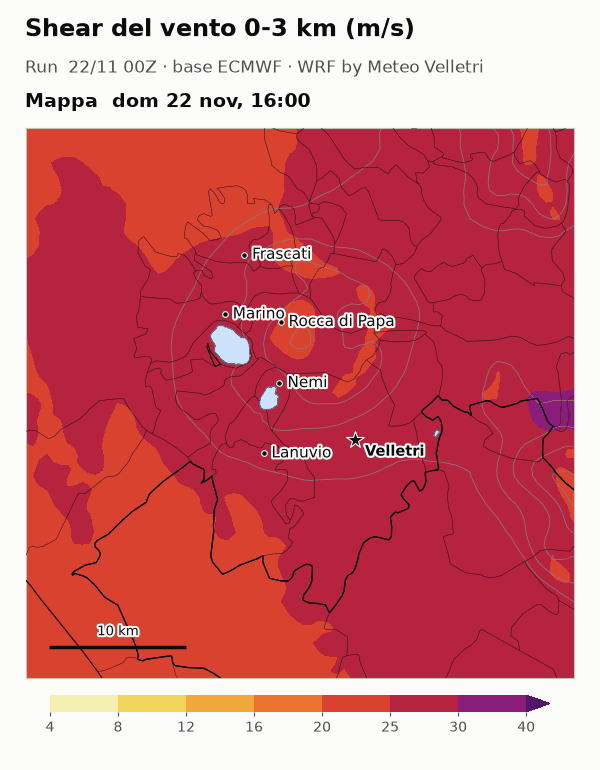 Shear del vento 0-3 km (m/s)
Run  22/11 00Z · base ECMWF · WRF by Meteo Velletri
Mappa  dom 22 nov, 16:00
Frascati
Marino
Rocca di Papa
Nemi
Velletri
Lanuvio
10 km
4 8 12 16 20 25 30 40